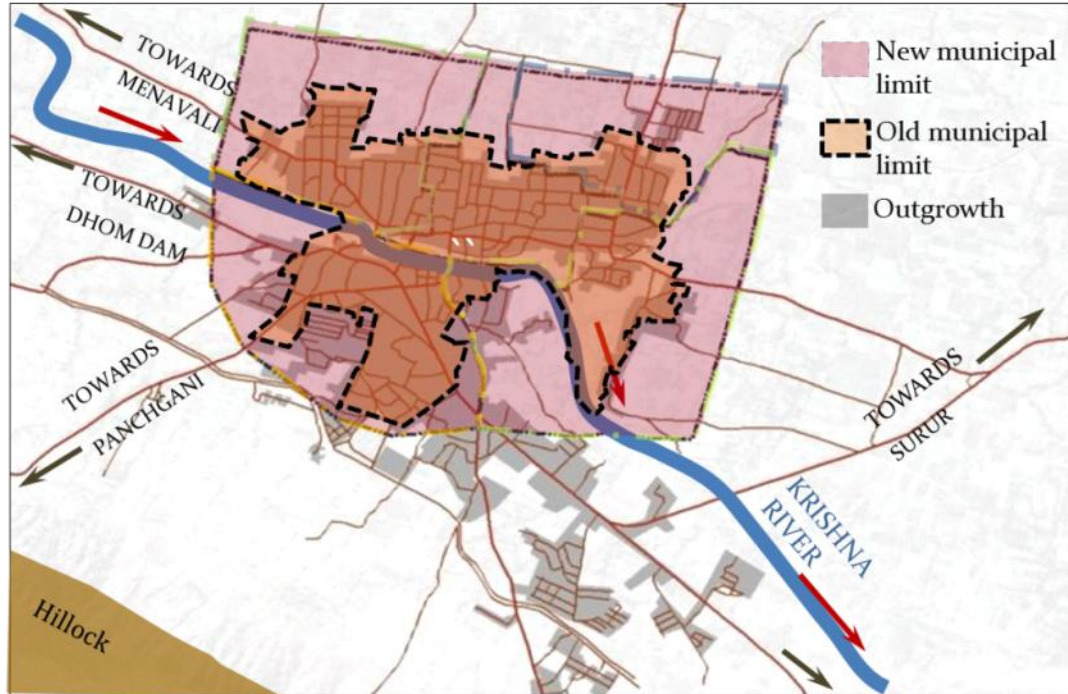 TOWARDS
MENAVALI
TOWARDS
DHOM DAM
TOWARDS
PANCHGANI
TOWARDS
SURUR
KRISHNA
RIVER
Hillock
New municipal
limit
Old municipal
limit
Outgrowth